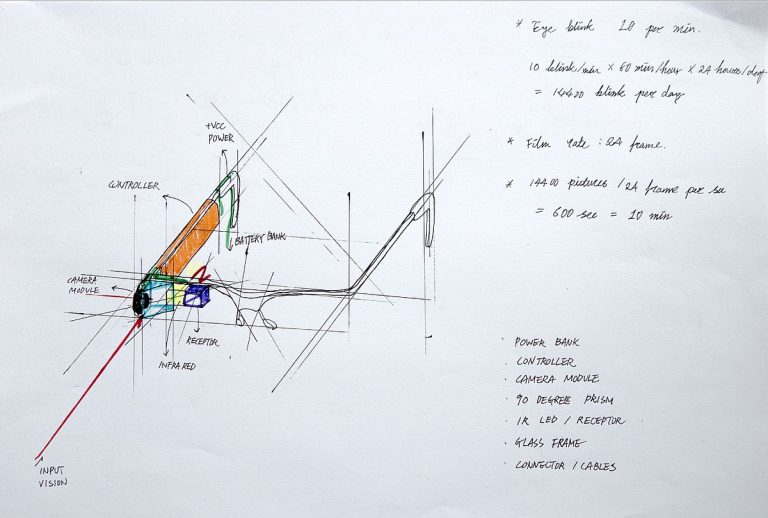 * Eye blink 10 per min.
10 blink/min × 60 min/hour × 24 hours/day
= 14400 blink per day
* Film rate : 24 frame.
* 14400 pictures / 24 frame per sec
= 600 sec = 10 min
+VCC
POWER
CONTROLLER
BATTERY BANK
CAMERA
MODULE
RECEPTOR
INFRARED
INPUT
VISION
· POWER BANK
· CONTROLLER
· CAMERA MODULE
· 90 DEGREE PRISM
· IR LED / RECEPTOR
· GLASS FRAME
· CONNECTOR / CABLES